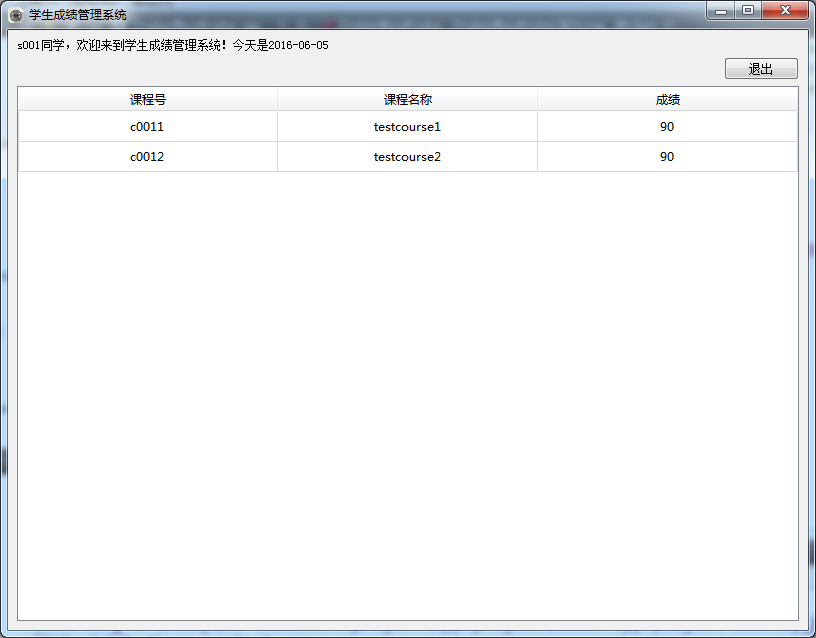 学生成绩管理系统
s001同学，欢迎来到学生成绩管理系统！今天是2016-06-05
退出
课程号 课程名称 成绩
c0011 testcourse1 90
c0012 testcourse2 90